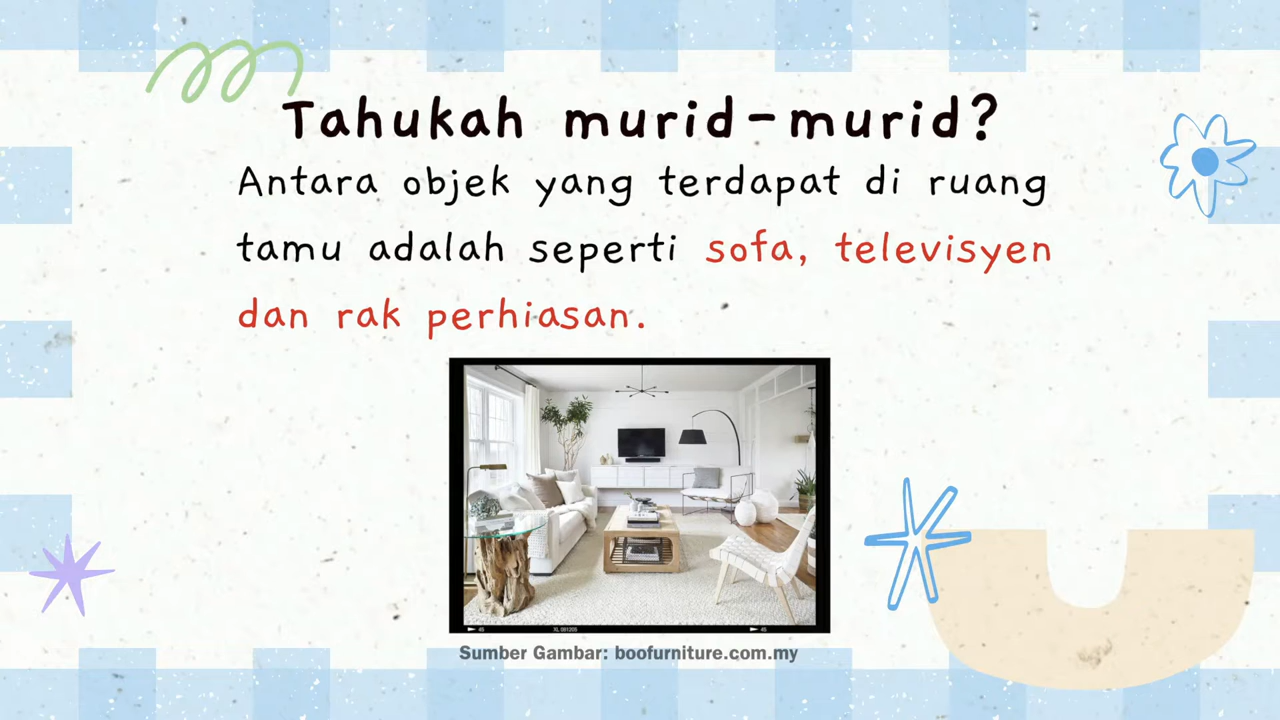 Tahukah murid-murid?
Antara objek yang terdapat di ruang
tamu adalah seperti sofa, televisyen
dan rak perhiasan.
Sumber Gambar: boofurniture.com.my